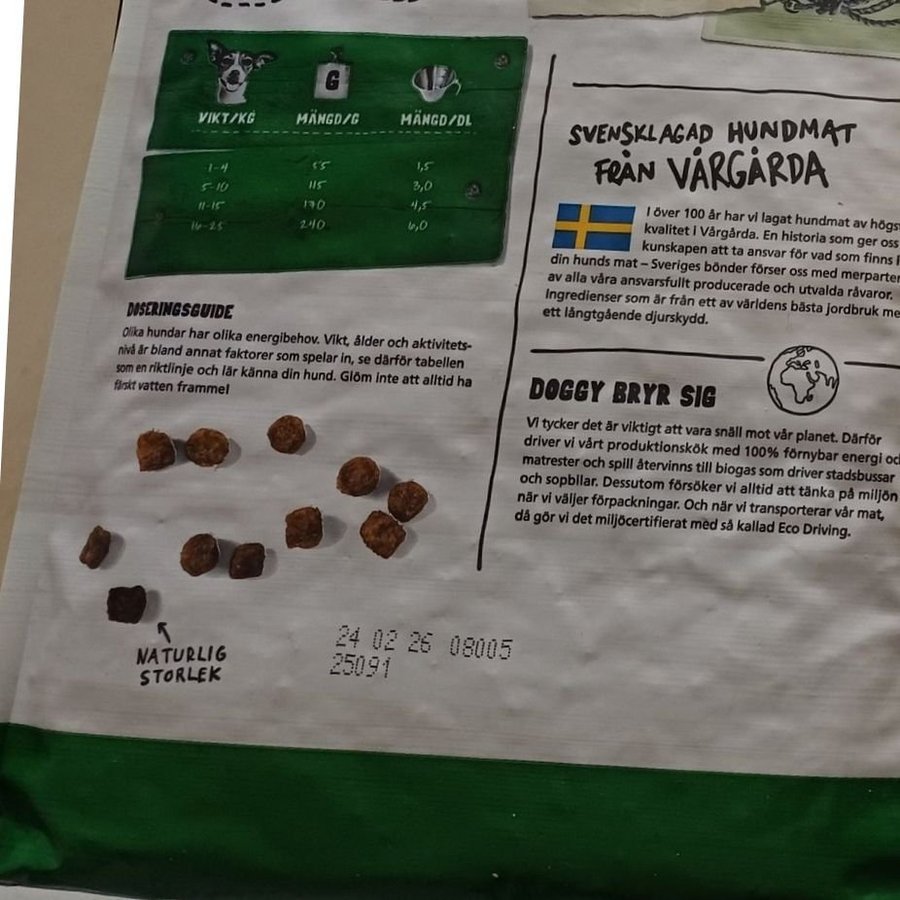 VIKT/KG MÄNGD/G MÄNGD/DL
1-4 55 1,5
5-10 115 3,0
11-15 170 4,5
16-25 240 6,0
DOSERINGSGUIDE
Olika hundar har olika energibehov. Vikt, ålder och aktivitets-
nivå är bland annat faktorer som spelar in, se därför tabellen
som en riktlinje och lär känna din hund. Glöm inte att alltid ha
färskt vatten framme!
NATURLIG
STORLEK
24 02 26 08005
25091
SVENSKLAGAD HUNDMAT
FRÅN VÅRGÅRDA
I över 100 år har vi lagat hundmat av högs
kvalitet i Vårgårda. En historia som ger oss
kunskapen att ta ansvar för vad som finns i
din hunds mat – Sveriges bönder förser oss med merparten
av alla våra ansvarsfullt producerade och utvalda råvaror.
Ingredienser som är från ett av världens bästa jordbruk me
ett långtgående djurskydd.
DOGGY BRYR SIG
Vi tycker det är viktigt att vara snäll mot vår planet. Därför
driver vi vårt produktionskök med 100% förnybar energi oc
matrester och spill återvinns till biogas som driver stadsbussar
och sopbilar. Dessutom försöker vi alltid att tänka på miljön
när vi väljer förpackningar. Och när vi transporterar vår mat,
då gör vi det miljöcertifierat med så kallad Eco Driving.
G